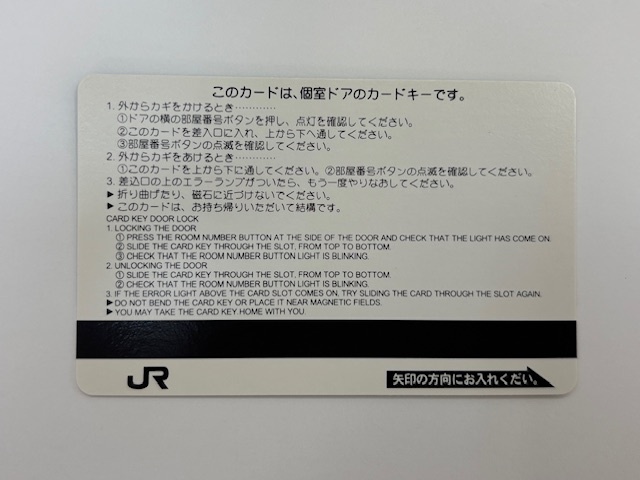 このカードは、個室ドアのカードキーです。
1. 外からカギをかけるとき…………
①ドアの横の部屋番号ボタンを押し、点灯を確認してください。
②このカードを差入口に入れ、上から下へ通してください。
③部屋番号ボタンの点滅を確認してください。
2. 外からカギをあけるとき…………
①このカードを上から下に通してください。②部屋番号ボタンの点滅を確認してください。
3. 差込口の上のエラーランプがついたら、もう一度やりなおしてください。
▶折り曲げたり、磁石に近づけないでください。
▶このカードは、お持ち帰りいただいて結構です。
CARD KEY DOOR LOCK
1. LOCKING THE DOOR
① PRESS THE ROOM NUMBER BUTTON AT THE SIDE OF THE DOOR AND CHECK THAT THE LIGHT HAS COME ON.
② SLIDE THE CARD KEY THROUGH THE SLOT, FROM TOP TO BOTTOM.
③ CHECK THAT THE ROOM NUMBER BUTTON LIGHT IS BLINKING.
2. UNLOCKING THE DOOR
① SLIDE THE CARD KEY THROUGH THE SLOT, FROM TOP TO BOTTOM.
② CHECK THAT THE ROOM NUMBER BUTTON LIGHT IS BLINKING.
3. IF THE ERROR LIGHT ABOVE THE CARD SLOT COMES ON, TRY SLIDING THE CARD THROUGH THE SLOT AGAIN.
▶DO NOT BEND THE CARD KEY OR PLACE IT NEAR MAGNETIC FIELDS.
▶YOU MAY TAKE THE CARD KEY HOME WITH YOU.
JR
矢印の方向にお入れくだい。